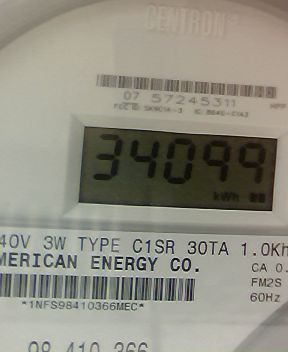 CENTRON®
07 57245311
34099
kWh
40V 3W TYPE C1SR 30TA 1.0Kh
MERICAN ENERGY CO.
CA 0.
FM2S
60Hz
*1NFS98410366MEC*
98 410 366